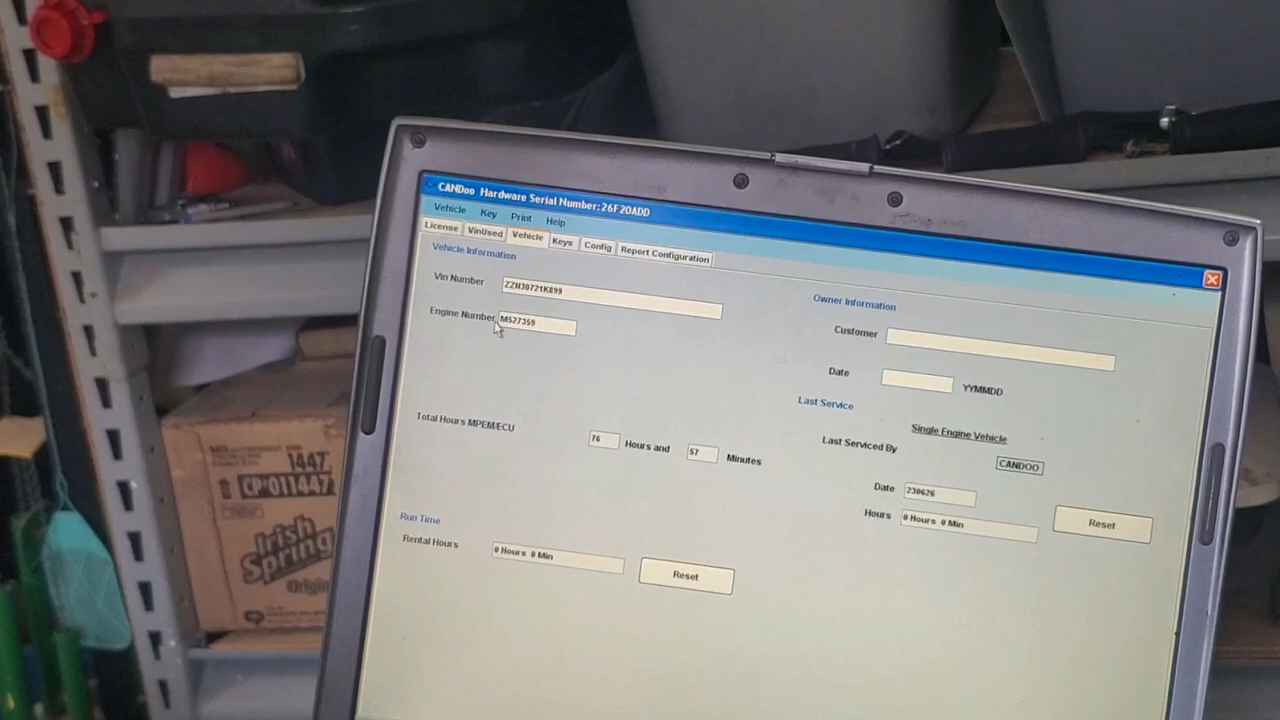 CANDoo Hardware Serial Number:26F20ADD
Vehicle Key Print Help
License VinUsed Vehicle Keys Config Report Configuration
Vehicle Information
Vin Number ZZN30721K899
Engine Number M527359
Owner Information
Customer
Date YYMMDD
Total Hours MPEM/ECU 76 Hours and 57 Minutes
Last Service
Single Engine Vehicle
Last Serviced By CANDOO
Date 230626
Hours 0 Hours 0 Min Reset
Run Time
Rental Hours 0 Hours 0 Min Reset
1447
CP-011447
Irish
Spring
Origin